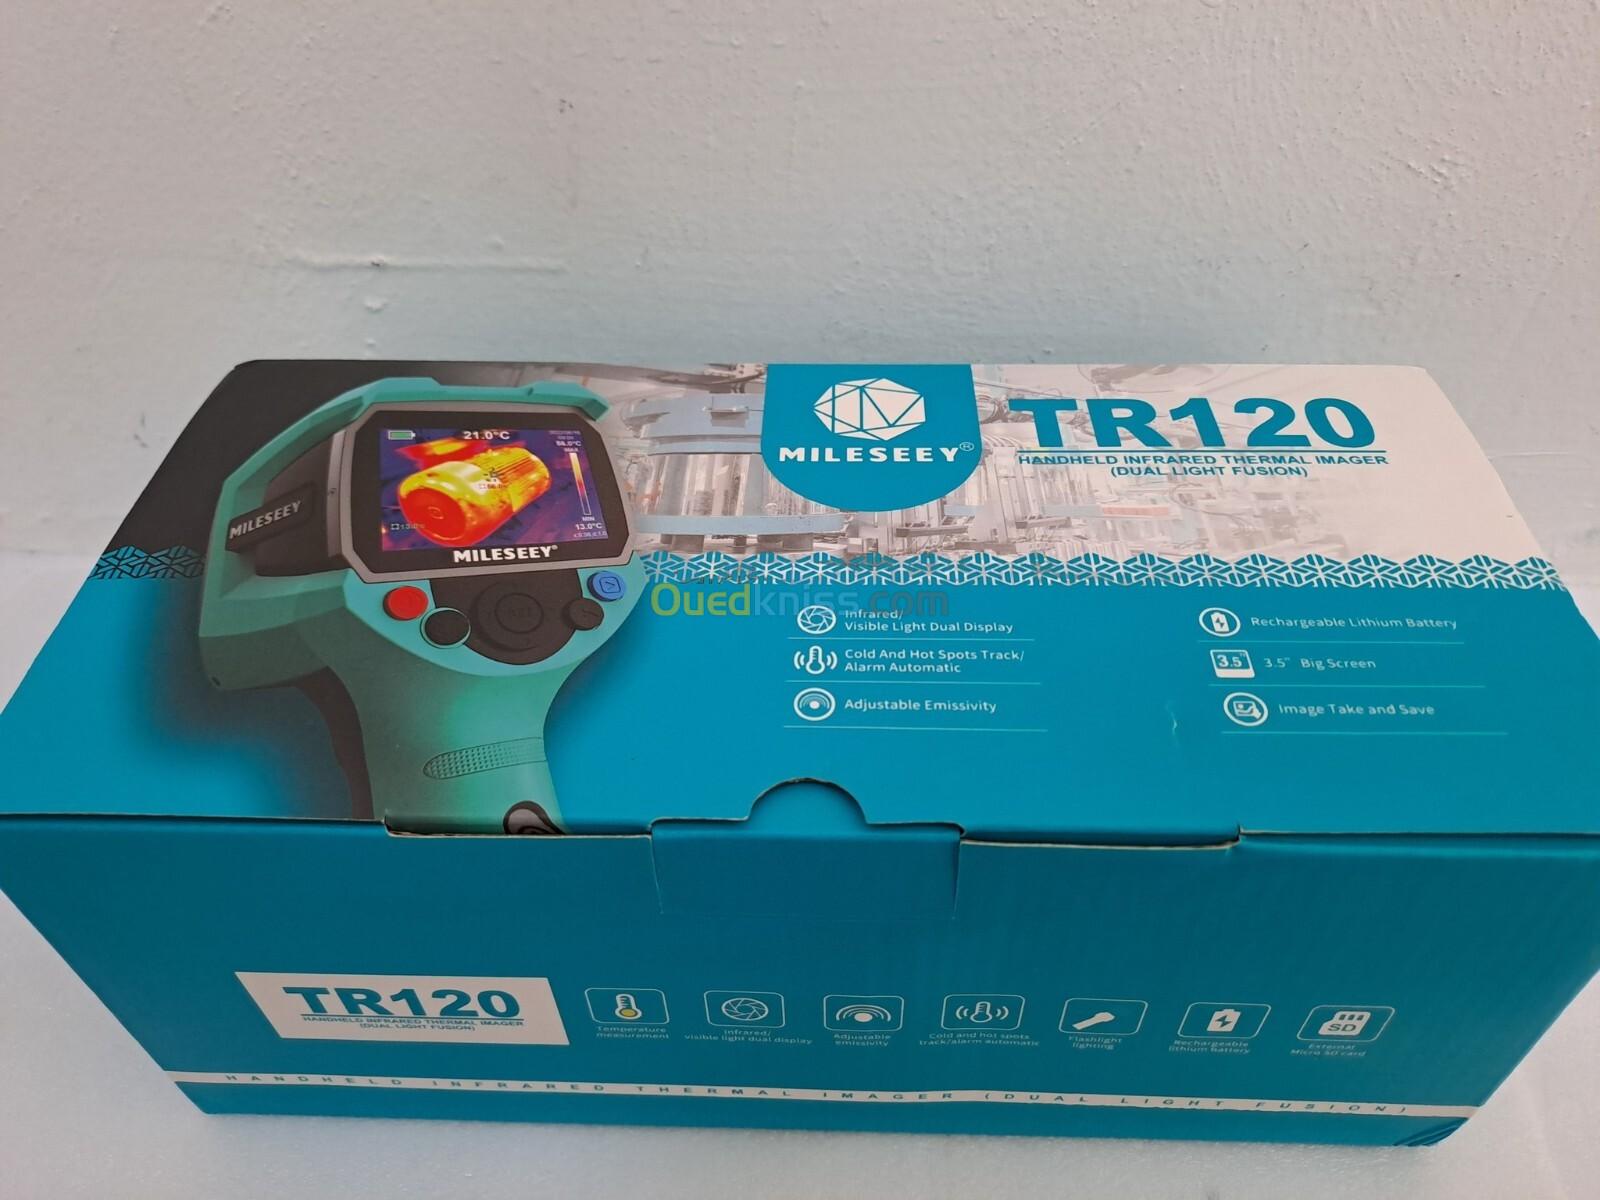 MILESEEY®
TR120
HANDHELD INFRARED THERMAL IMAGER
(DUAL LIGHT FUSION)
21.0°C
MAX
MIN
13.0°C
MILESEEY
MILESEEY®
Ouedkniss.com
Infrared/
Visible Light Dual Display
Cold And Hot Spots Track/
Alarm Automatic
Adjustable Emissivity
Rechargeable Lithium Battery
3.5"
3.5" Big Screen
Image Take and Save
TR120
HANDHELD INFRARED THERMAL IMAGER
(DUAL LIGHT FUSION)
Temperature
measurement
Infrared/
visible light dual display
Adjustable
emissivity
Cold and hot spots
track/alarm automatic
Flashlight
lighting
Rechargeable
lithium battery
SD
External
Micro SD card
HANDHELD INFRARED THERMAL IMAGER (DUAL LIGHT FUSION)